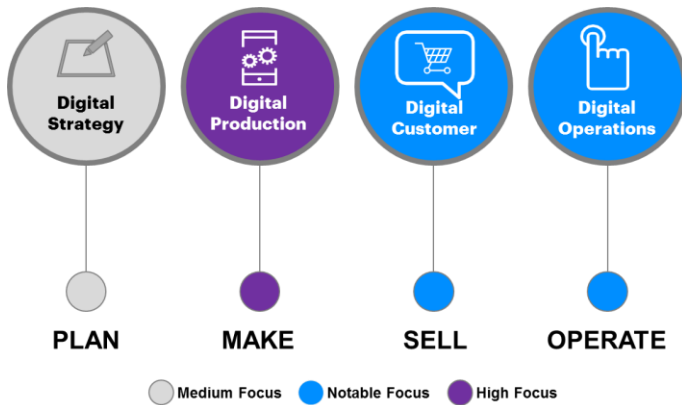 Digital
Strategy
Digital
Production
Digital
Customer
Digital
Operations
PLAN
MAKE
SELL
OPERATE
Medium Focus
Notable Focus
High Focus